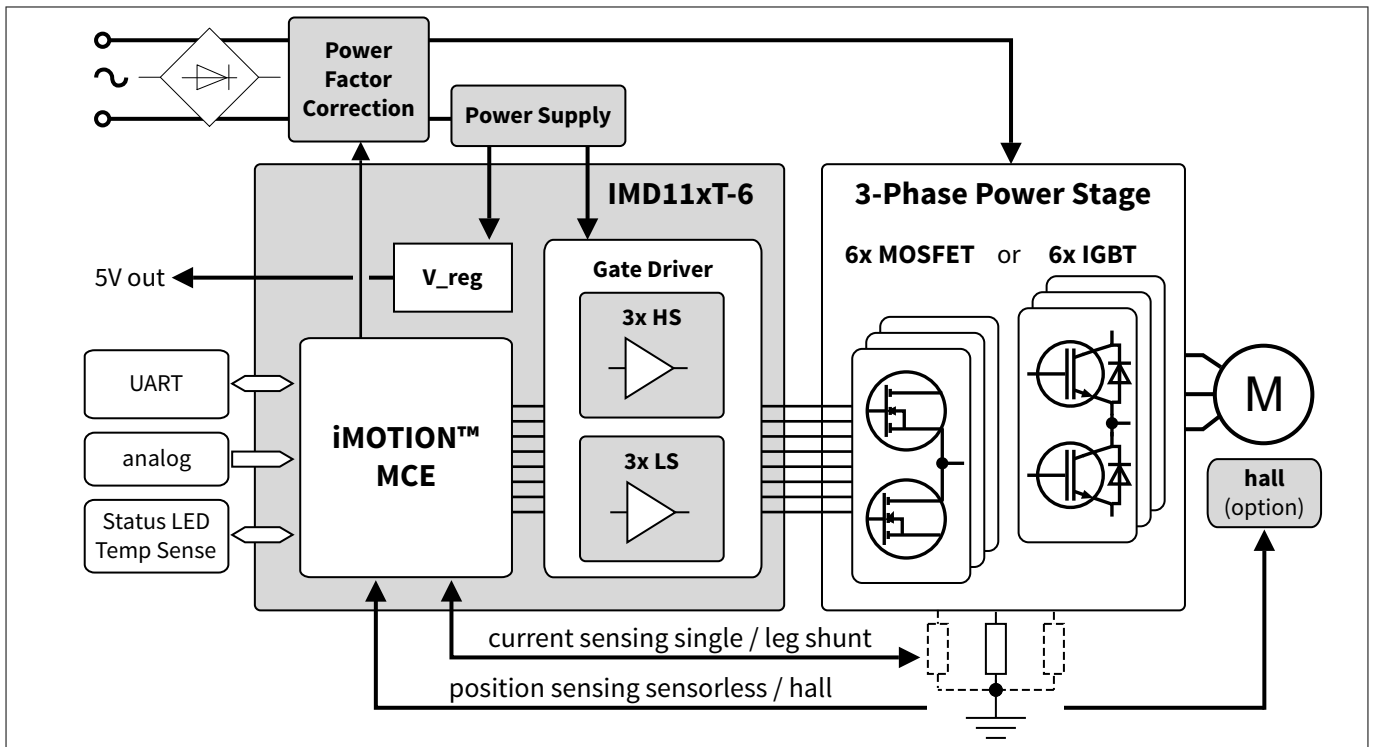 Power
Factor
Correction
Power Supply
IMD11xT-6
3-Phase Power Stage
6x MOSFET or 6x IGBT
5V out
V_reg
Gate Driver
3x HS
UART
analog
Status LED
Temp Sense
iMOTION™
MCE
3x LS
M
hall
(option)
current sensing single / leg shunt
position sensing sensorless / hall